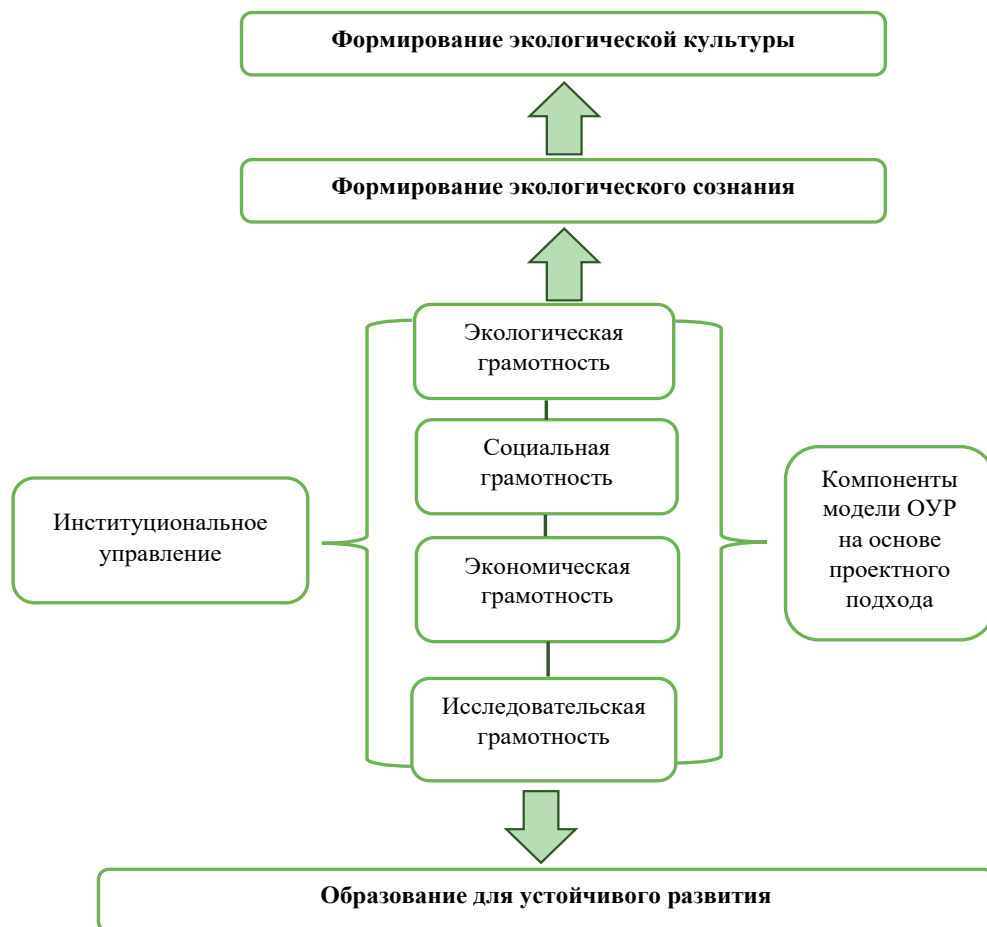 Формирование экологической культуры
Формирование экологического сознания
Экологическая
грамотность
Социальная
грамотность
Институциональное
управление
Экономическая
грамотность
Компоненты
модели ОУР
на основе
проектного
подхода
Исследовательская
грамотность
Образование для устойчивого развития